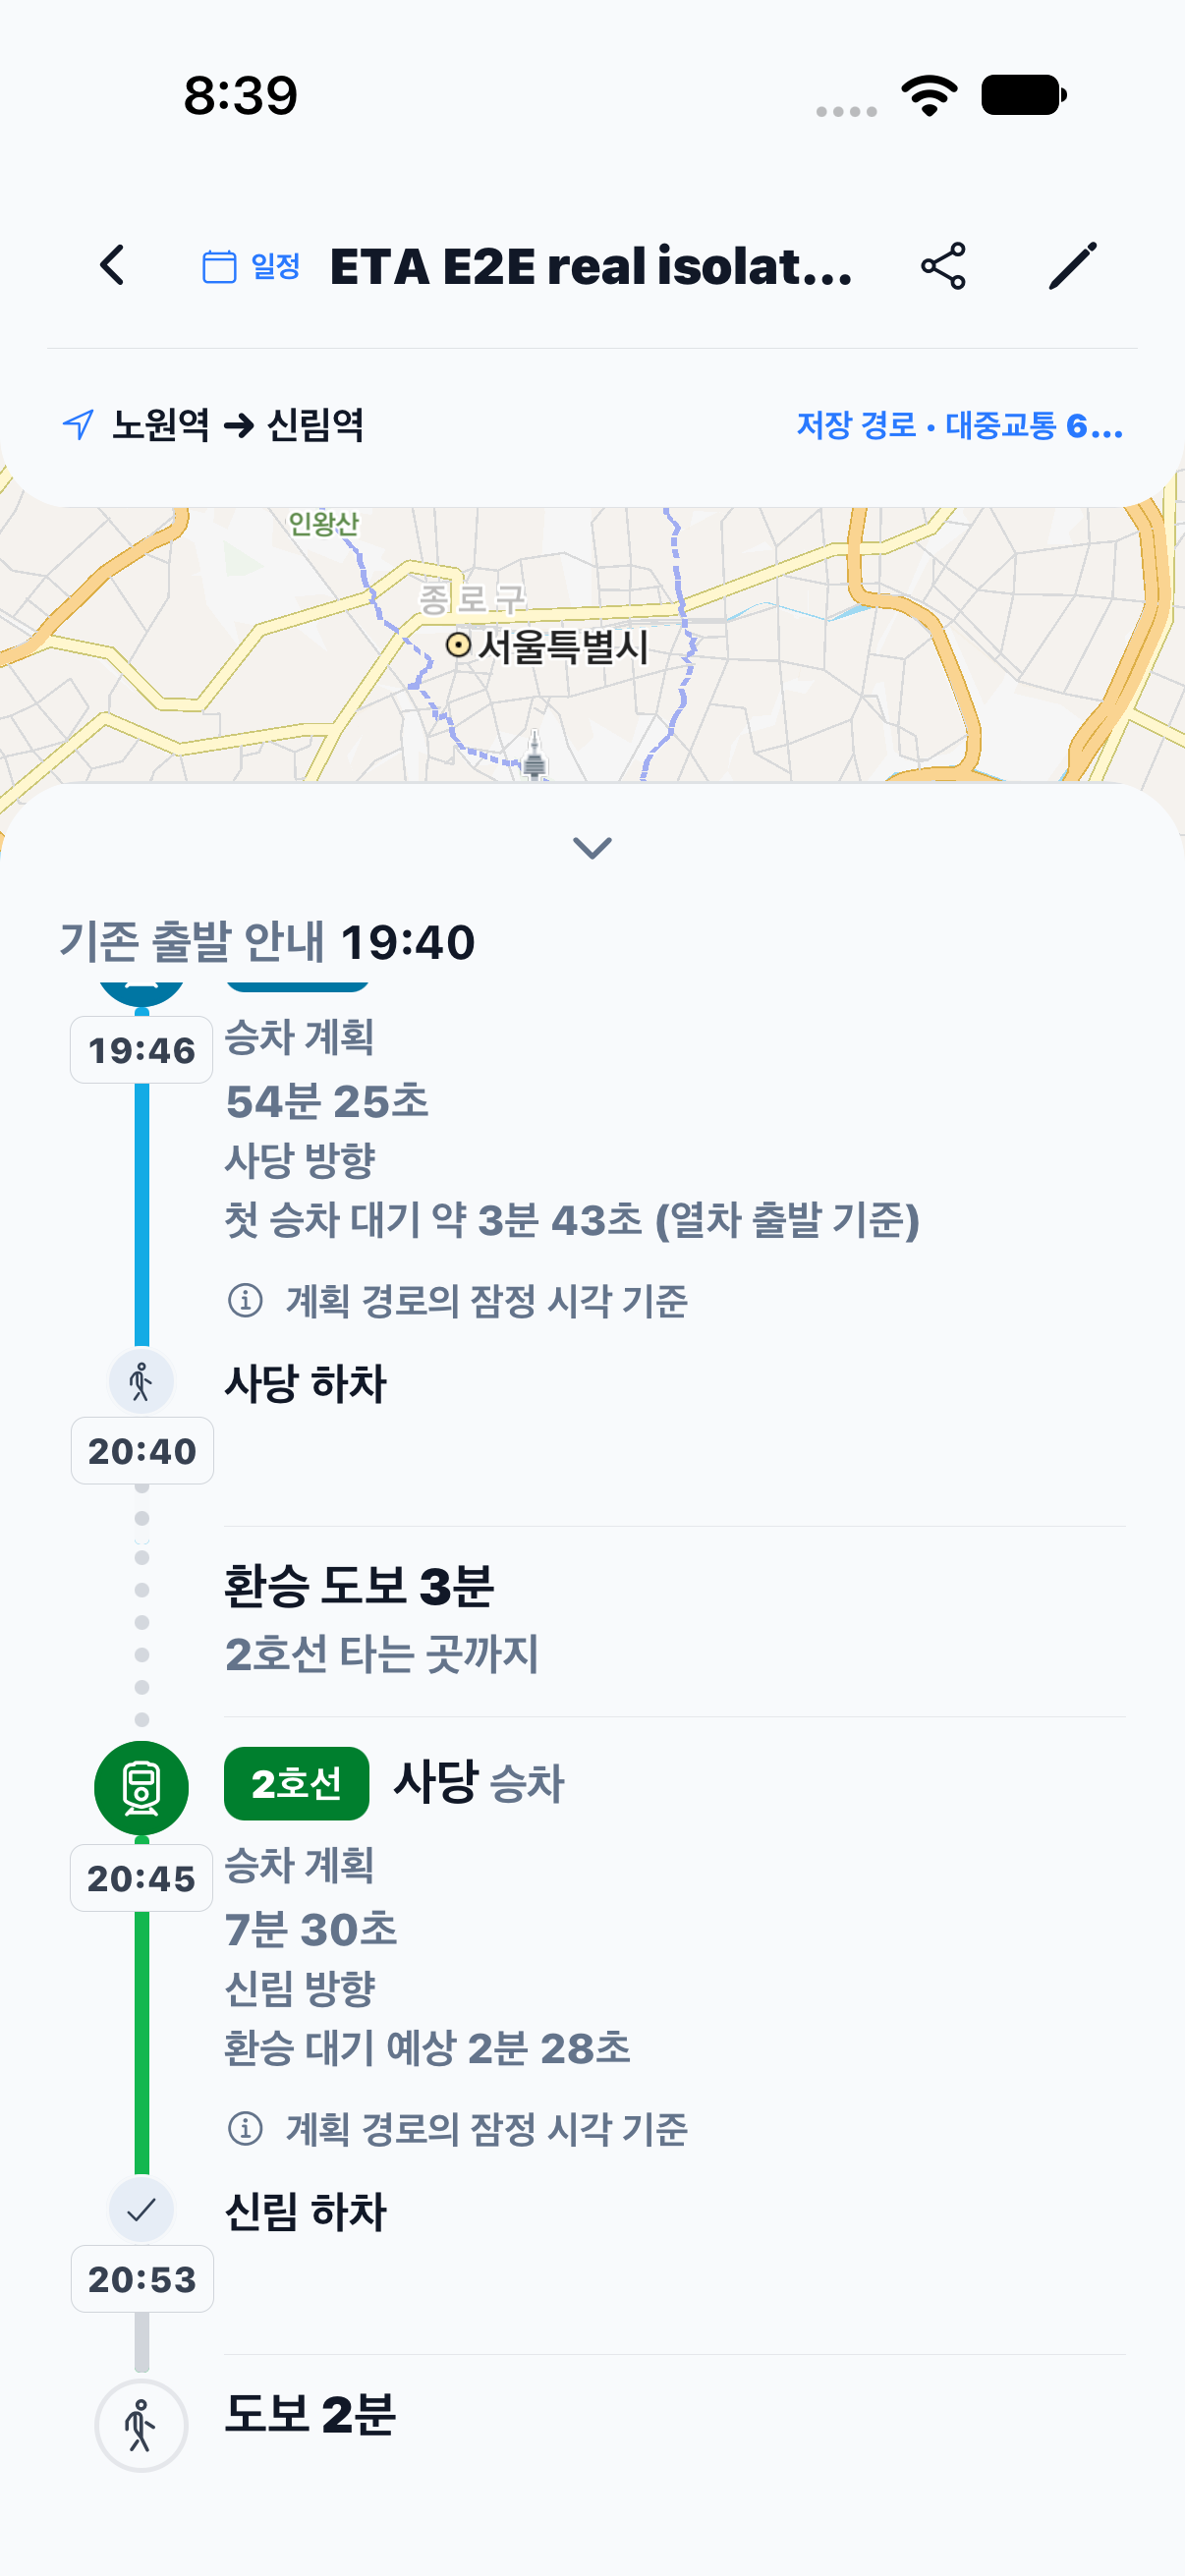 8:39
일정 ETA E2E real isolat...
노원역 → 신림역
저장 경로 • 대중교통 6...
인왕산
종로구
서울특별시
기존 출발 안내 19:40
19:46
승차 계획
54분 25초
사당 방향
첫 승차 대기 약 3분 43초 (열차 출발 기준)
계획 경로의 잠정 시각 기준
사당 하차
20:40
환승 도보 3분
2호선 타는 곳까지
2호선 사당 승차
20:45
승차 계획
7분 30초
신림 방향
환승 대기 예상 2분 28초
계획 경로의 잠정 시각 기준
신림 하차
20:53
도보 2분